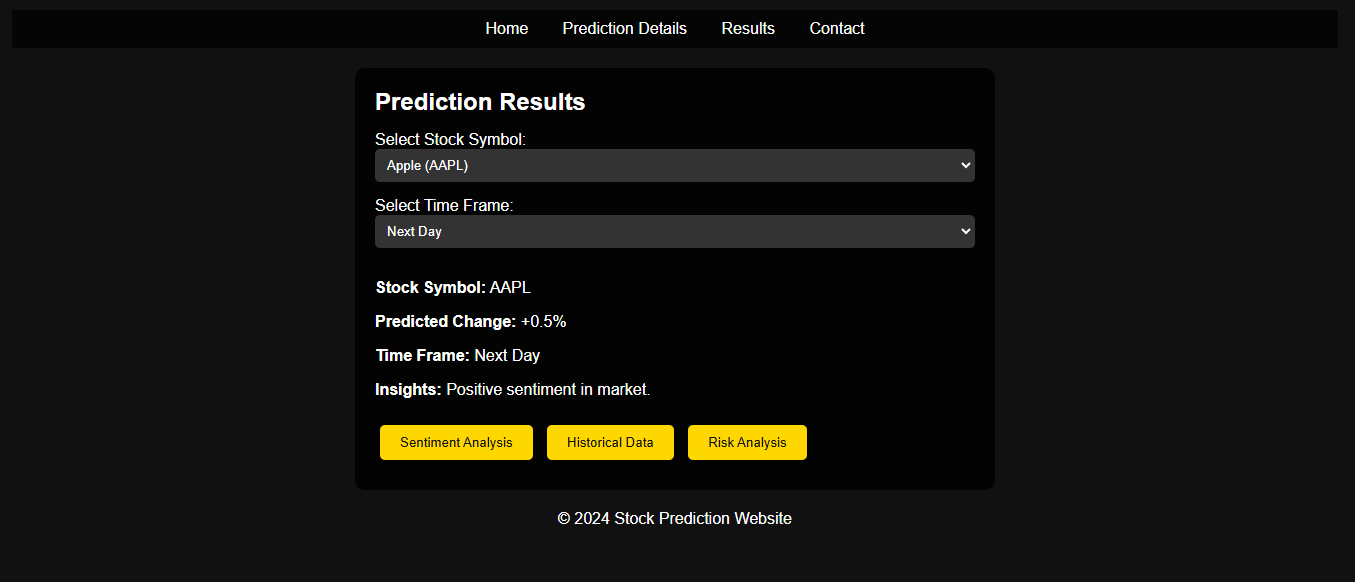 Home Prediction Details Results Contact
Prediction Results
Select Stock Symbol:
Apple (AAPL)
Select Time Frame:
Next Day
Stock Symbol: AAPL
Predicted Change: +0.5%
Time Frame: Next Day
Insights: Positive sentiment in market.
Sentiment Analysis Historical Data Risk Analysis
© 2024 Stock Prediction Website